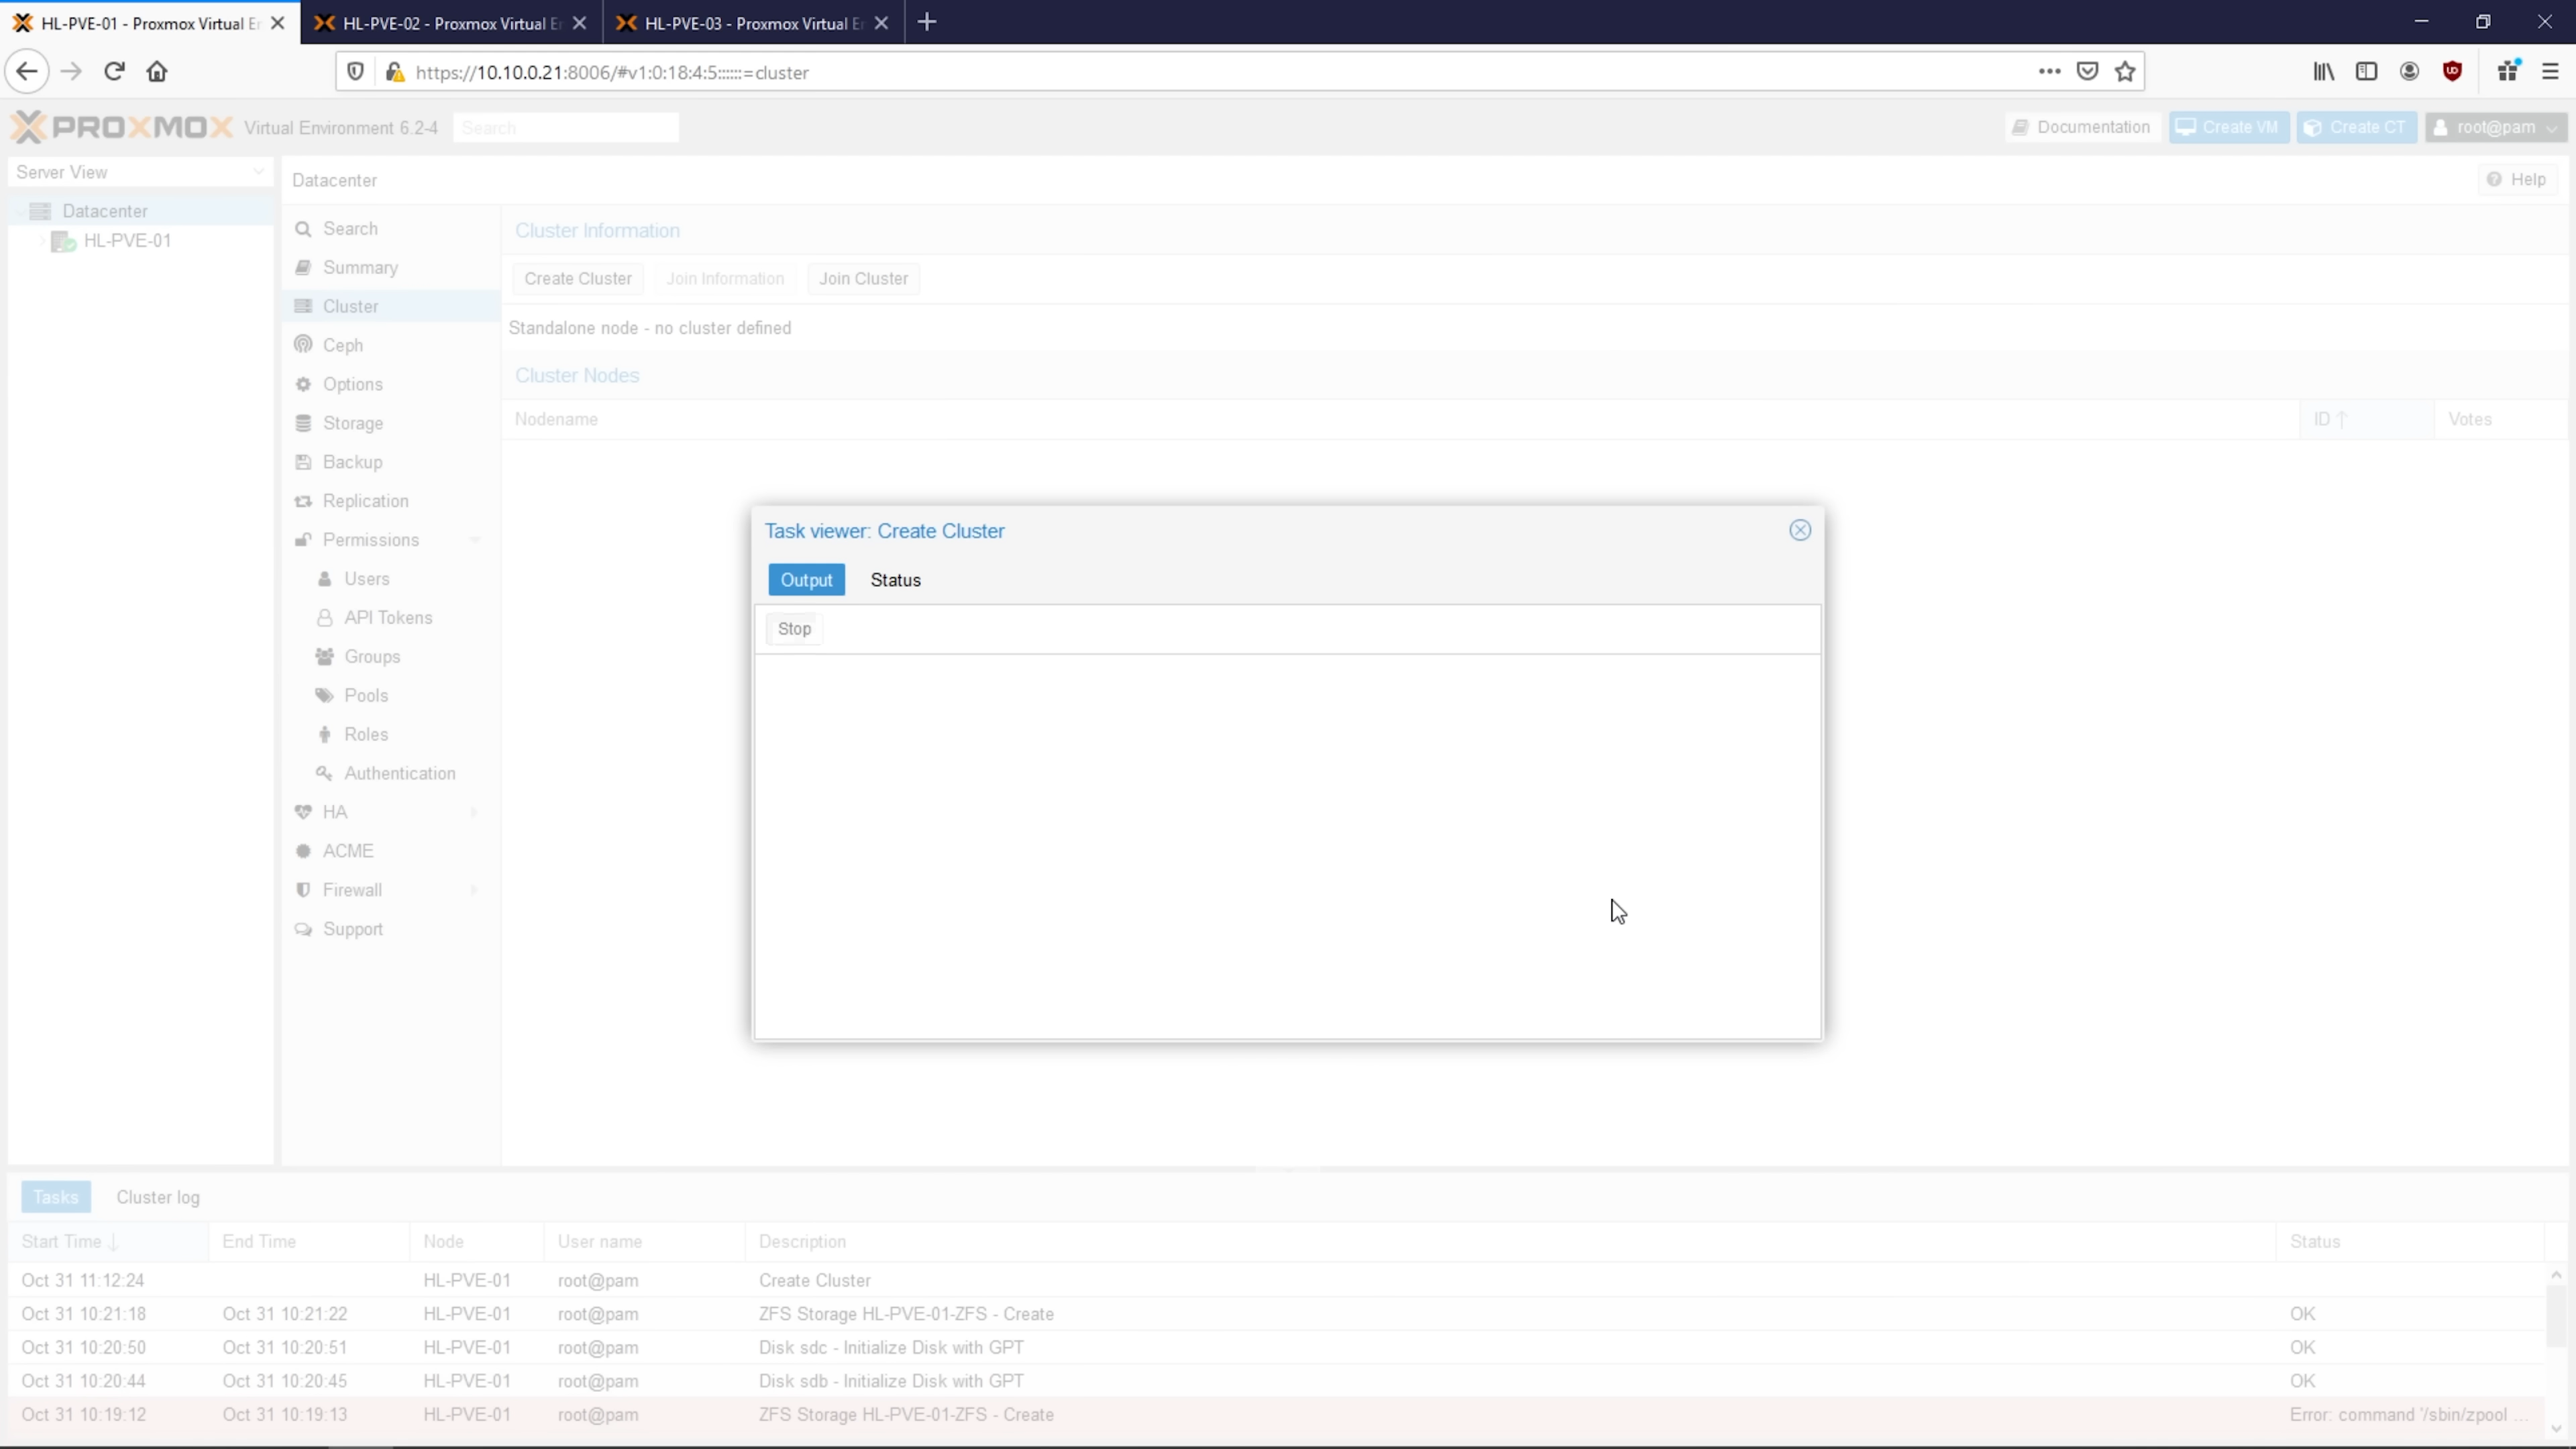 HL-PVE-01 - Proxmox Virtual E
HL-PVE-02 - Proxmox Virtual E
HL-PVE-03 - Proxmox Virtual E
https://10.10.0.21:8006/#v1:0:18:4:5::::::=cluster
PROXMOX Virtual Environment 6.2-4 Search Documentation Create VM Create CT root@pam
Server View
Datacenter
HL-PVE-01
Datacenter Help
Search
Summary
Cluster
Ceph
Options
Storage
Backup
Replication
Permissions
Users
API Tokens
Groups
Pools
Roles
Authentication
HA
ACME
Firewall
Support
Cluster Information
Create Cluster Join Information Join Cluster
Standalone node - no cluster defined
Cluster Nodes
Nodename ID Votes
Task viewer: Create Cluster
Output Status
Stop
Tasks Cluster log
Start Time End Time Node User name Description Status
Oct 31 11:12:24 HL-PVE-01 root@pam Create Cluster
Oct 31 10:21:18 Oct 31 10:21:22 HL-PVE-01 root@pam ZFS Storage HL-PVE-01-ZFS - Create OK
Oct 31 10:20:50 Oct 31 10:20:51 HL-PVE-01 root@pam Disk sdc - Initialize Disk with GPT OK
Oct 31 10:20:44 Oct 31 10:20:45 HL-PVE-01 root@pam Disk sdb - Initialize Disk with GPT OK
Oct 31 10:19:12 Oct 31 10:19:13 HL-PVE-01 root@pam ZFS Storage HL-PVE-01-ZFS - Create Error: command '/sbin/zpool ...